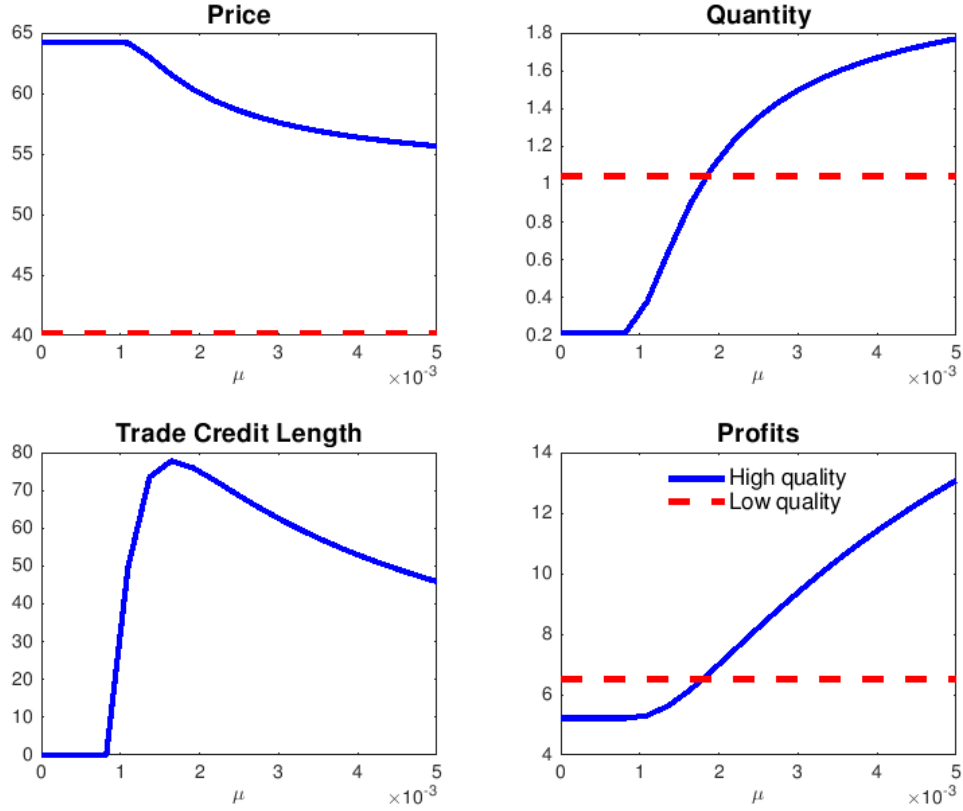 Price
65
60
55
50
45
40
0 1 2 3 4 5
μ
×10⁻³
Quantity
1.8
1.6
1.4
1.2
1
0.8
0.6
0.4
0.2
0 1 2 3 4 5
μ
×10⁻³
Trade Credit Length
80
70
60
50
40
30
20
10
0
0 1 2 3 4 5
μ
×10⁻³
Profits
14
12
10
8
6
4
High quality
Low quality
0 1 2 3 4 5
μ
×10⁻³